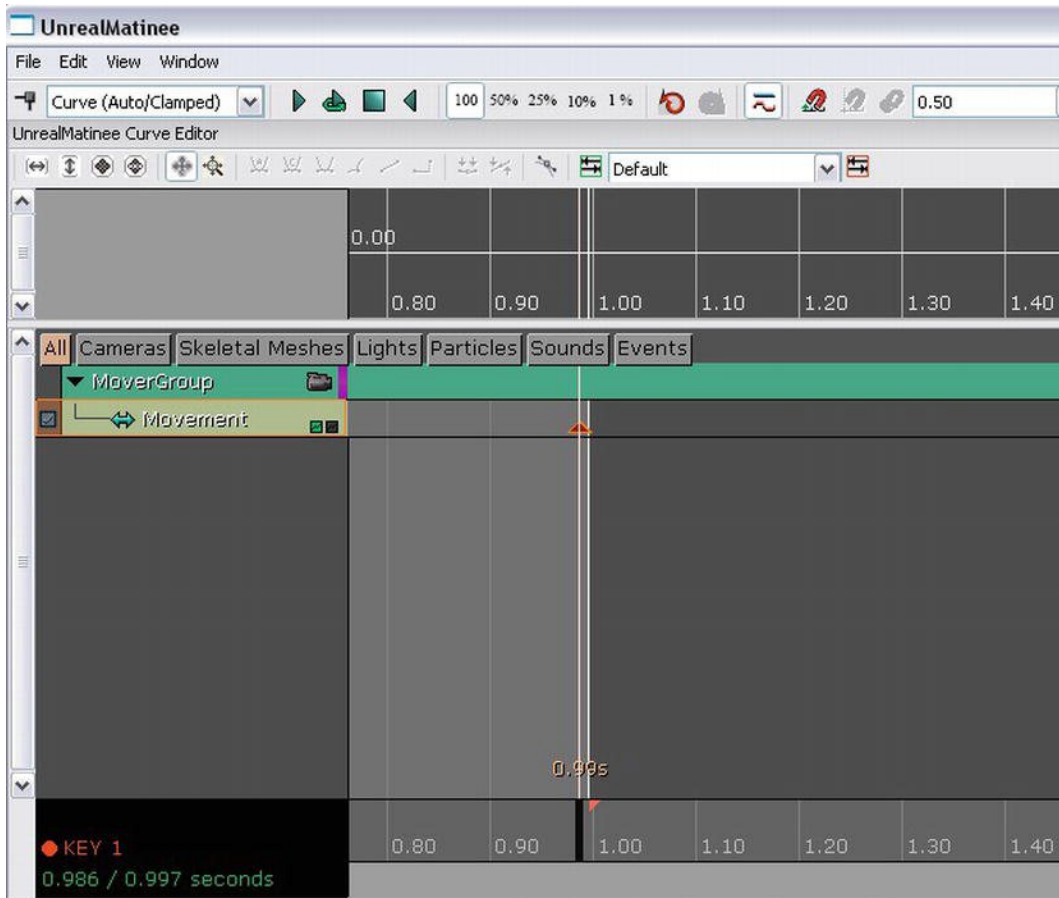 UnrealMatinee
File Edit View Window
Curve (Auto/Clamped) 100 50% 25% 10% 1% 0.50
UnrealMatinee Curve Editor
Default
0.00
0.80 0.90 1.00 1.10 1.20 1.30 1.40
All Cameras Skeletal Meshes Lights Particles Sounds Events
MoverGroup
Movement
0.99s
KEY 1 0.80 0.90 1.00 1.10 1.20 1.30 1.40
0.986 / 0.997 seconds